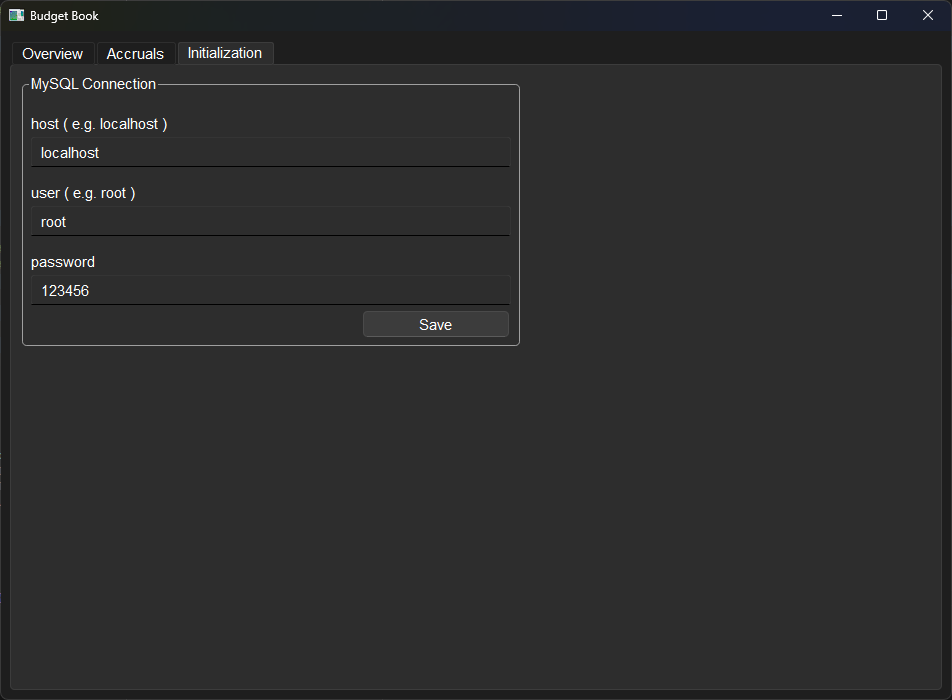 Budget Book
Overview Accruals Initialization
MySQL Connection
host ( e.g. localhost )
localhost
user ( e.g. root )
root
password
123456
Save